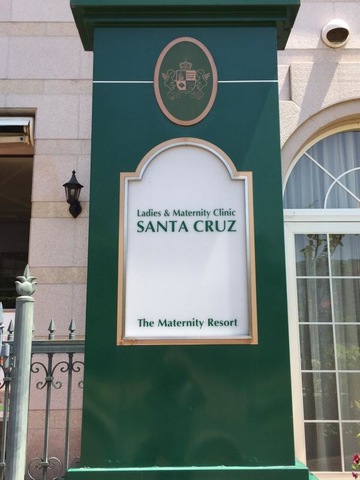 Ladies & Maternity Clinic
SANTA CRUZ
The Maternity Resort